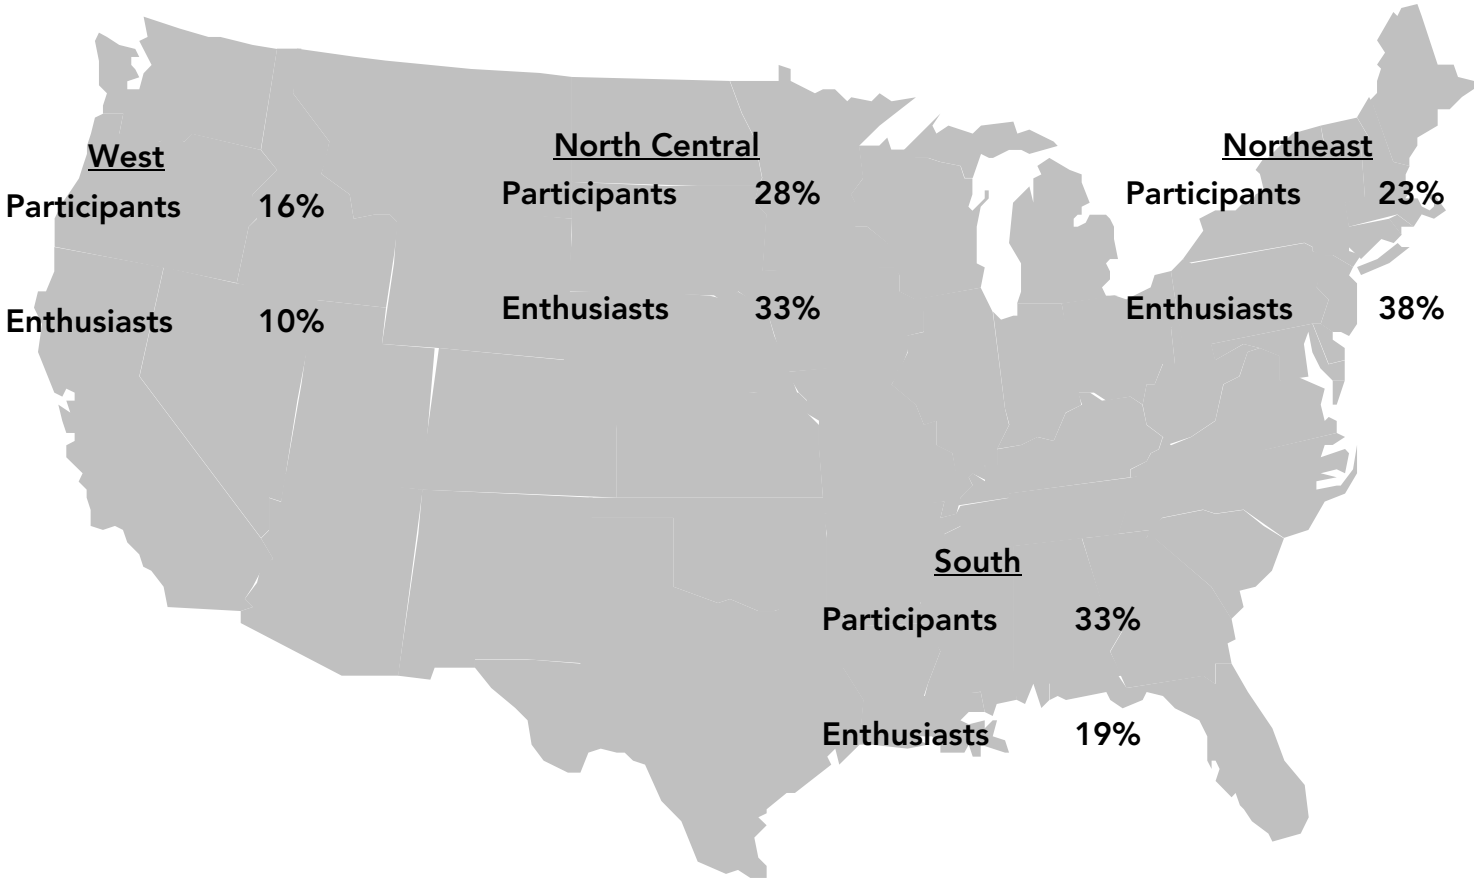 West
Participants 16%
Enthusiasts 10%
North Central
Participants 28%
Enthusiasts 33%
Northeast
Participants 23%
Enthusiasts 38%
South
Participants 33%
Enthusiasts 19%